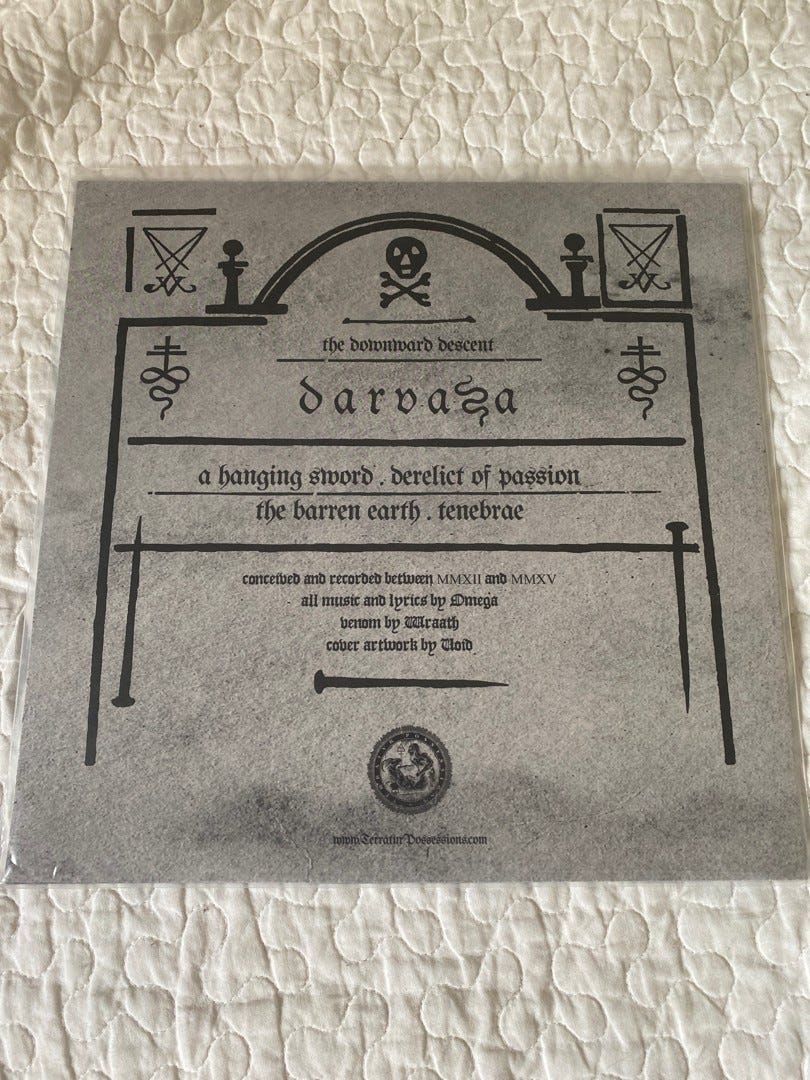 the downward descent
darvaza
a hanging sword . derelict of passion
the barren earth . tenebrae
conceived and recorded between MMXII and MMXV
all music and lyrics by Omega
venom by Wraath
cover artwork by Void
www.TerraturPossessions.com